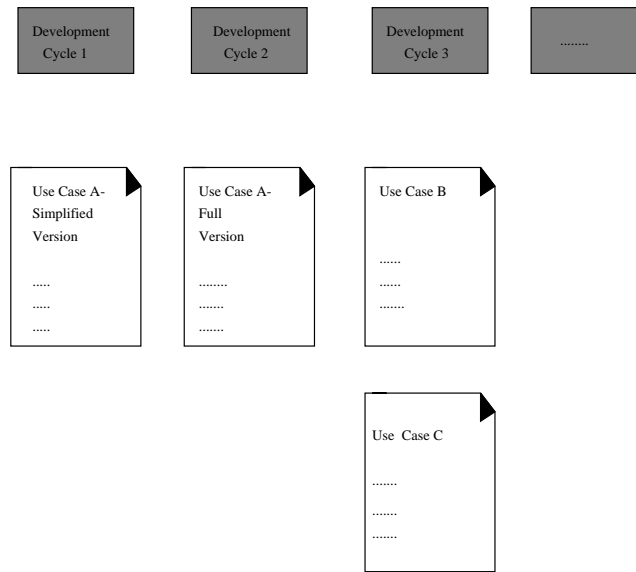 Development
Cycle 1
Development
Cycle 2
Development
Cycle 3
........
Use Case A-
Simplified
Version
.....
.....
.....
Use Case A-
Full
Version
........
.......
.......
Use Case B
......
......
.......
Use  Case C
.......
.......
.......